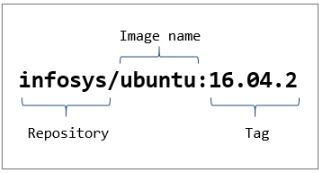 Image name
infosys/ubuntu:16.04.2
Repository Tag